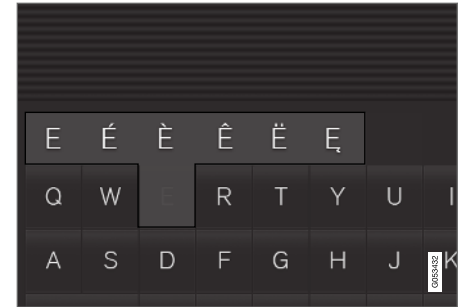 E É È Ê Ë Ę
Q W E R T Y U I
A S D F G H J K
G053432